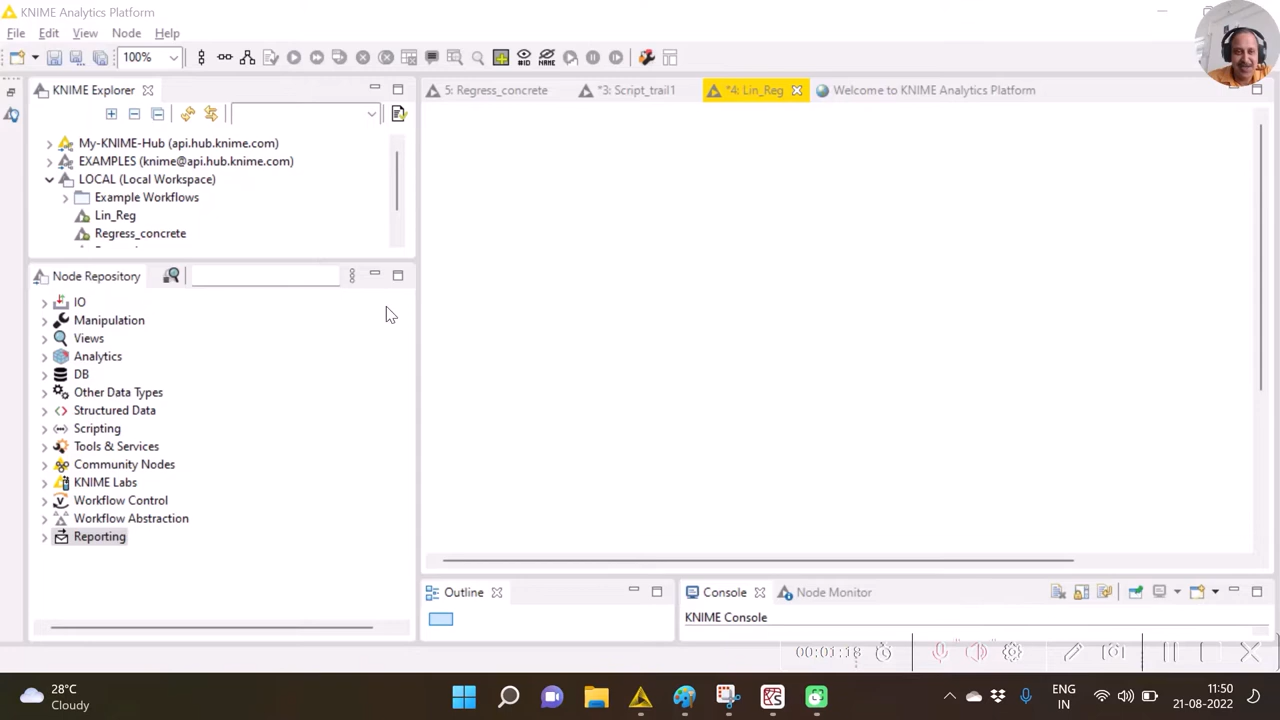 KNIME Analytics Platform
File Edit View Node Help
100%
KNIME Explorer
5: Regress_concrete
*3: Script_trail1
*4: Lin_Reg
Welcome to KNIME Analytics Platform
My-KNIME-Hub (api.hub.knime.com)
EXAMPLES (knime@api.hub.knime.com)
LOCAL (Local Workspace)
Example Workflows
Lin_Reg
Regress_concrete
Node Repository
IO
Manipulation
Views
Analytics
DB
Other Data Types
Structured Data
Scripting
Tools & Services
Community Nodes
KNIME Labs
Workflow Control
Workflow Abstraction
Reporting
Outline
Console
Node Monitor
KNIME Console
00:01:18
28°C
Cloudy
ENG
IN
11:50
21-08-2022